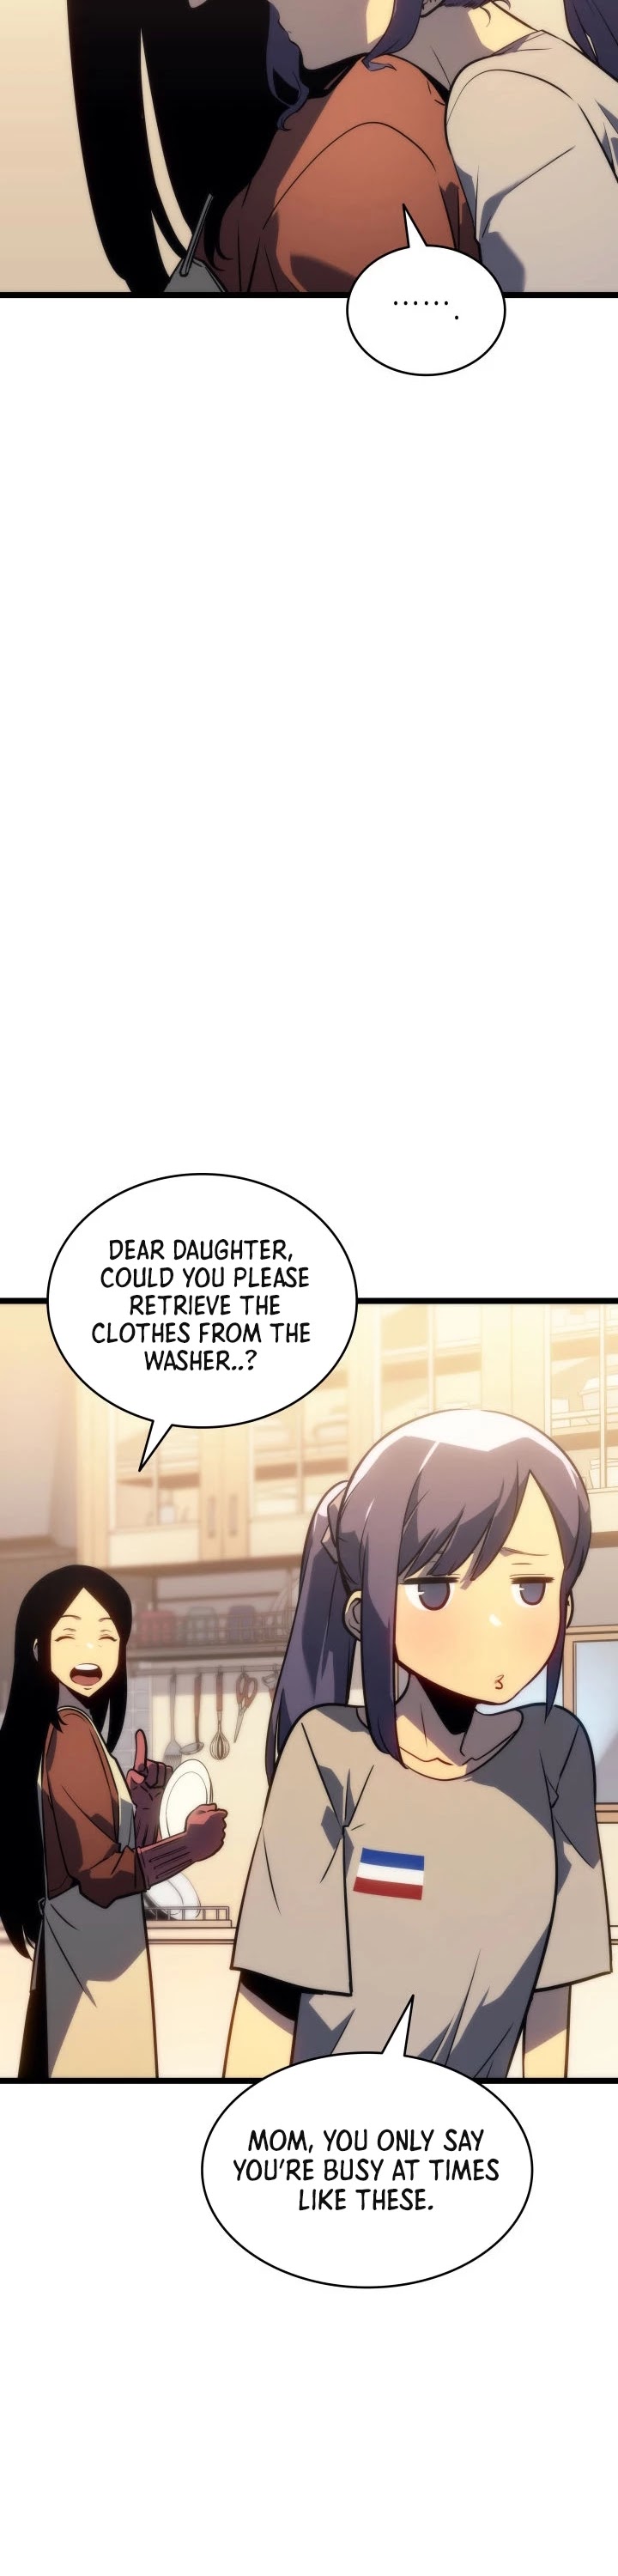 .......
DEAR DAUGHTER,
COULD YOU PLEASE
RETRIEVE THE
CLOTHES FROM THE
WASHER..?
MOM, YOU ONLY SAY
YOU'RE BUSY AT TIMES
LIKE THESE.